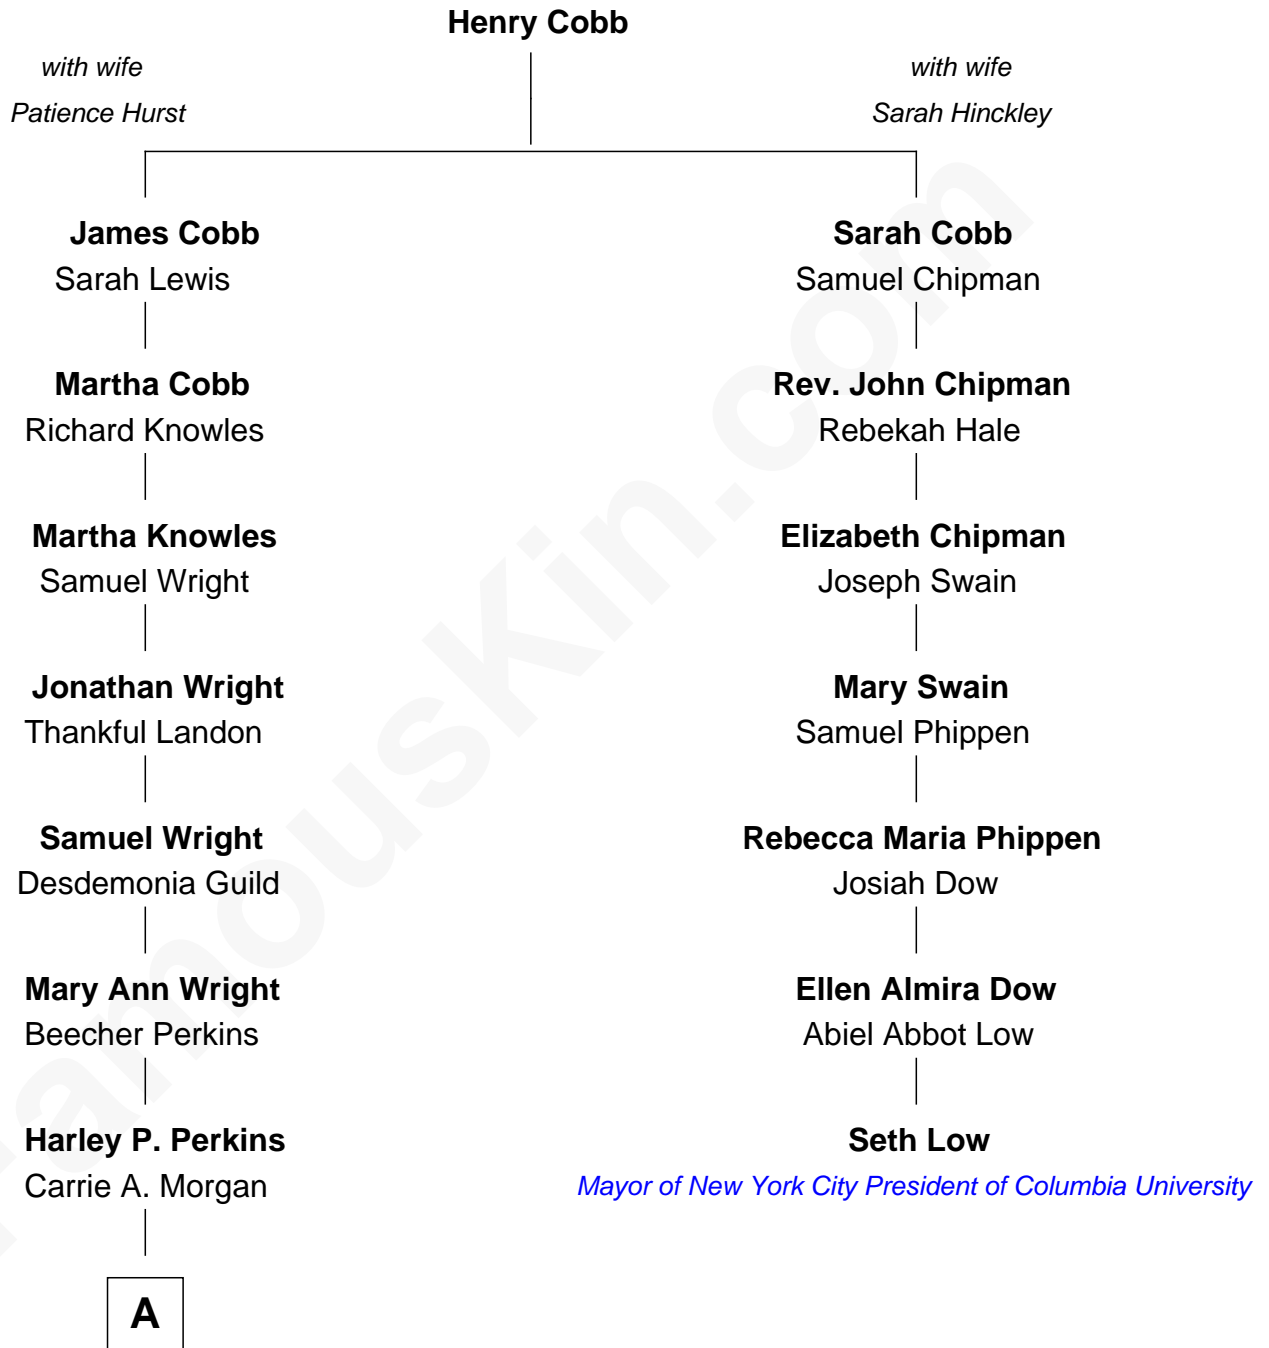 Henry Cobb
with wife
Patience Hurst
with wife
Sarah Hinckley
James Cobb
Sarah Lewis
Sarah Cobb
Samuel Chipman
Martha Cobb
Richard Knowles
Rev. John Chipman
Rebekah Hale
Martha Knowles
Samuel Wright
Elizabeth Chipman
Joseph Swain
Jonathan Wright
Thankful Landon
Mary Swain
Samuel Phippen
Samuel Wright
Desdemonia Guild
Rebecca Maria Phippen
Josiah Dow
Mary Ann Wright
Beecher Perkins
Ellen Almira Dow
Abiel Abbot Low
Harley P. Perkins
Carrie A. Morgan
Seth Low
Mayor of New York City President of Columbia University
A
FamousKin.com